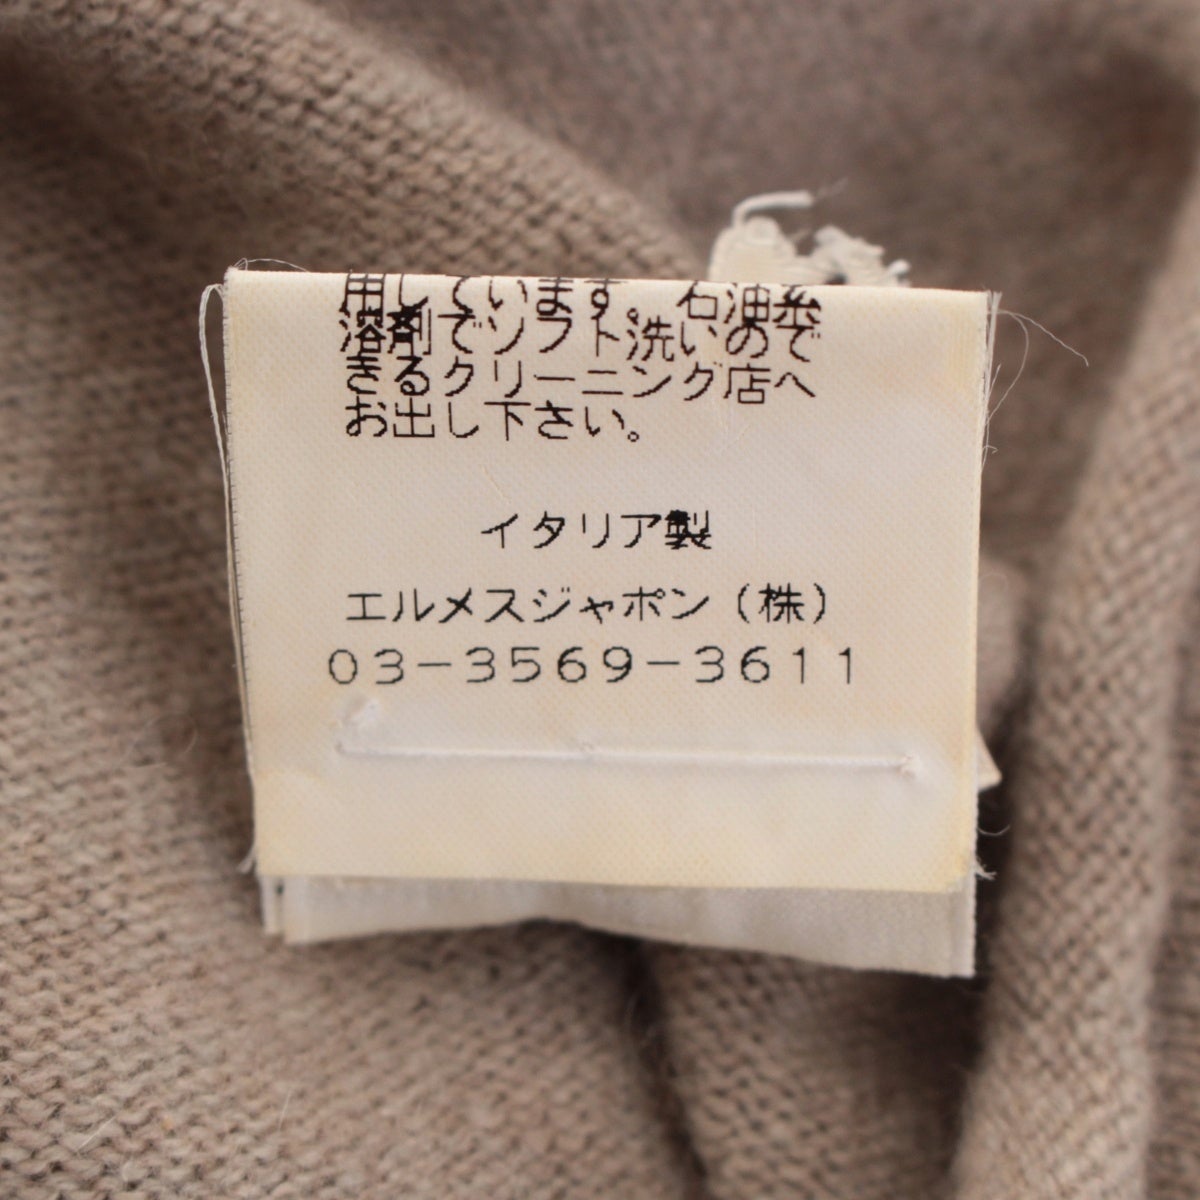 用しています。石油系
溶剤でソフト洗いので
きるクリーニング店へ
お出し下さい。
イタリア製
エルメスジャポン(株)
03-3569-3611